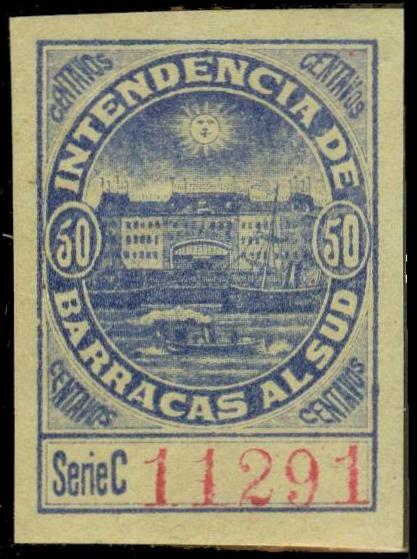 CENTAVOS CENTAVOS
INTENDENCIA DE
50 50
BARRACAS AL SUD
CENTAVOS CENTAVOS
Serie C 11291